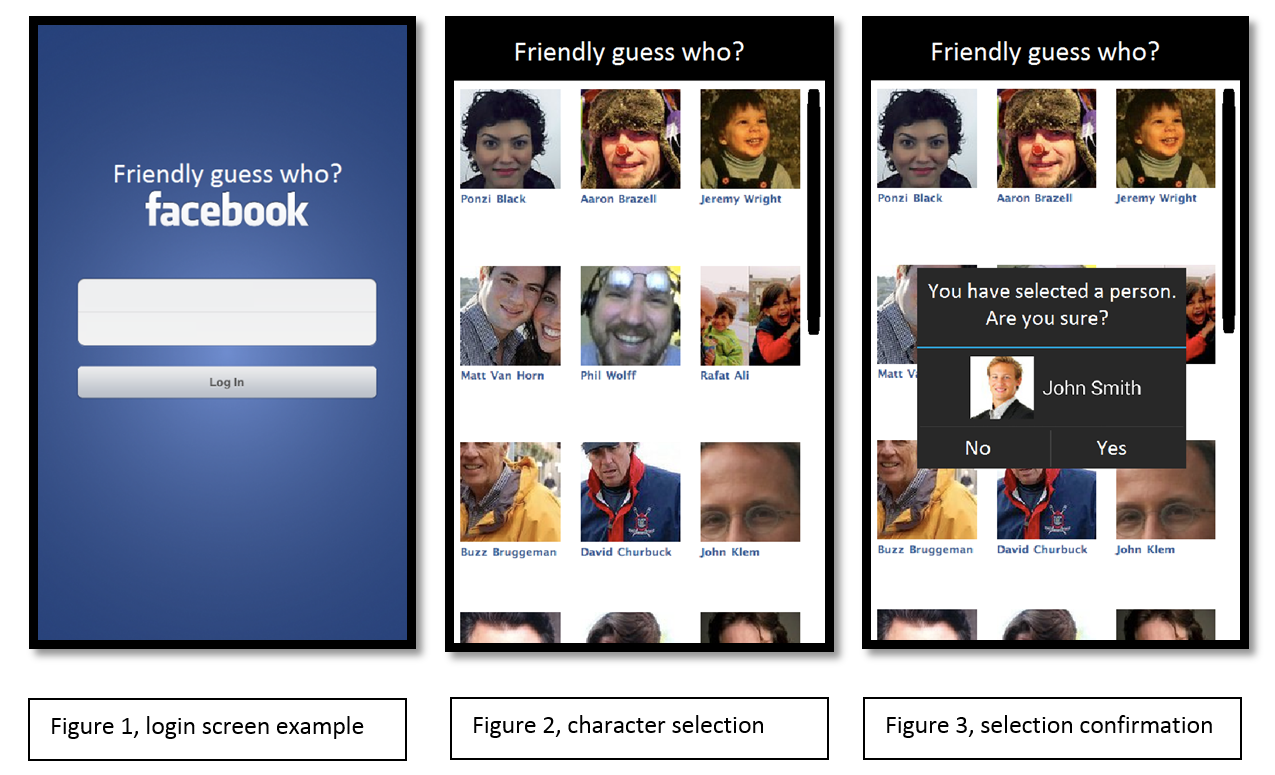 Friendly guess who?
facebook
Log In
Figure 1, login screen example
Friendly guess who?
Ponzi Black Aaron Brazell Jeremy Wright
Matt Van Horn Phil Wolff Rafat Ali
Buzz Bruggeman David Churbuck John Klem
Figure 2, character selection
Friendly guess who?
Ponzi Black Aaron Brazell Jeremy Wright
Matt Va
You have selected a person.
Are you sure?
John Smith
No Yes
Buzz Bruggeman David Churbuck John Klem
Figure 3, selection confirmation